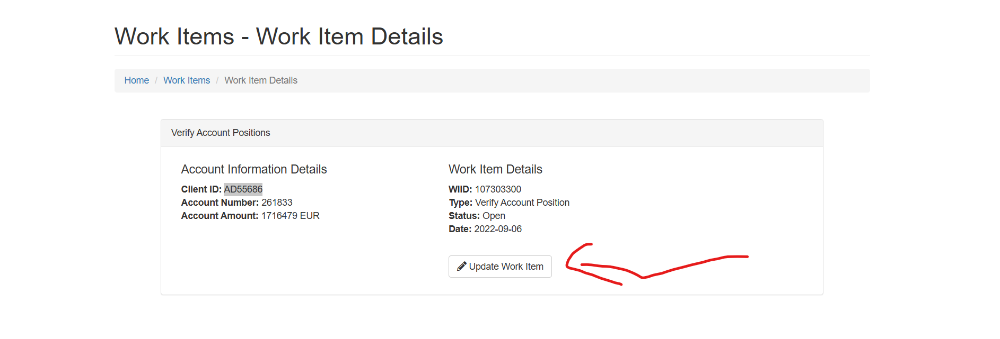 Work Items - Work Item Details
Home / Work Items / Work Item Details
Verify Account Positions
Account Information Details
Client ID: AD55686
Account Number: 261833
Account Amount: 1716479 EUR
Work Item Details
WIID: 107303300
Type: Verify Account Position
Status: Open
Date: 2022-09-06
Update Work Item